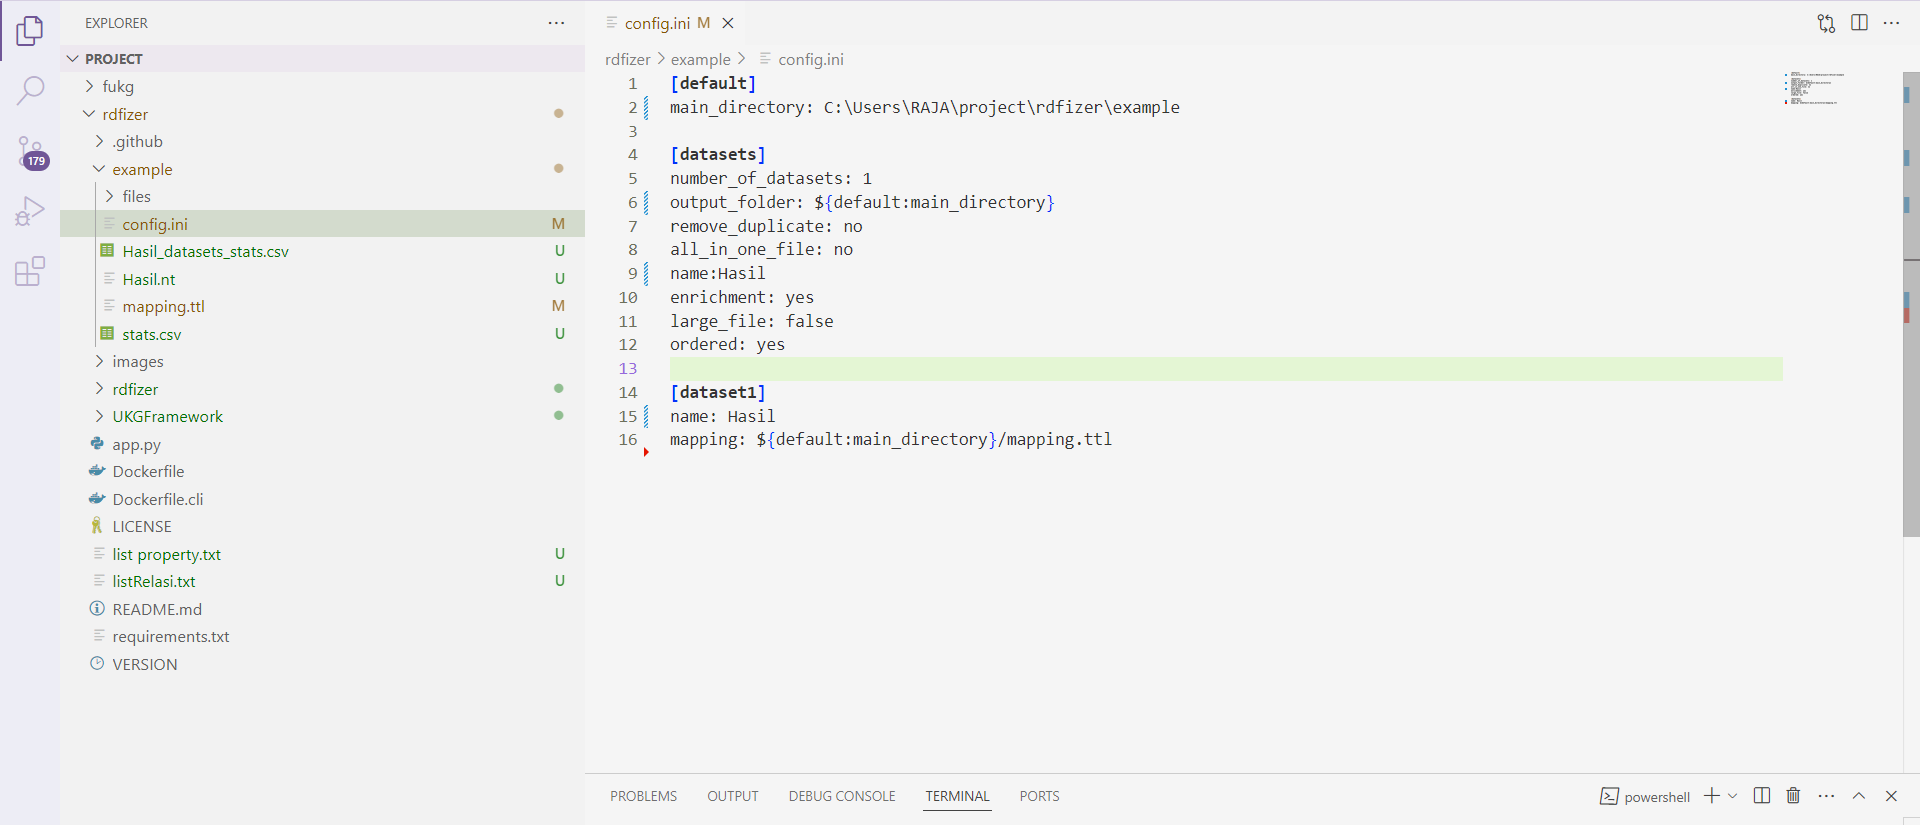 EXPLORER
PROJECT
fukg
rdfizer
.github
example
files
config.ini M
Hasil_datasets_stats.csv U
Hasil.nt U
mapping.ttl M
stats.csv U
images
rdfizer
UKGFramework
app.py
Dockerfile
Dockerfile.cli
LICENSE
list property.txt U
listRelasi.txt U
README.md
requirements.txt
VERSION
179
config.ini M
rdfizer > example > config.ini
1 [default]
2 main_directory: C:\Users\RAJA\project\rdfizer\example
3
4 [datasets]
5 number_of_datasets: 1
6 output_folder: ${default:main_directory}
7 remove_duplicate: no
8 all_in_one_file: no
9 name:Hasil
10 enrichment: yes
11 large_file: false
12 ordered: yes
13
14 [dataset1]
15 name: Hasil
16 mapping: ${default:main_directory}/mapping.ttl
PROBLEMS OUTPUT DEBUG CONSOLE TERMINAL PORTS
powershell